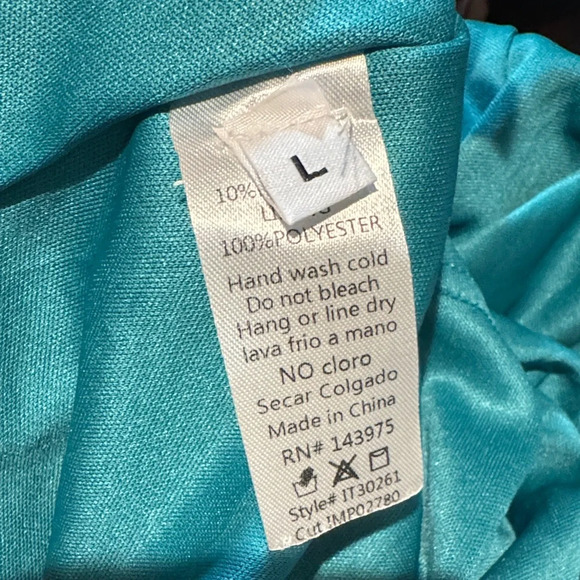 L
10%
100%POLYESTER
Hand wash cold
Do not bleach
Hang or line dry
lava frio a mano
NO cloro
Secar Colgado
Made in China
RN# 143975
Style# IT30261
Cut IMP02780